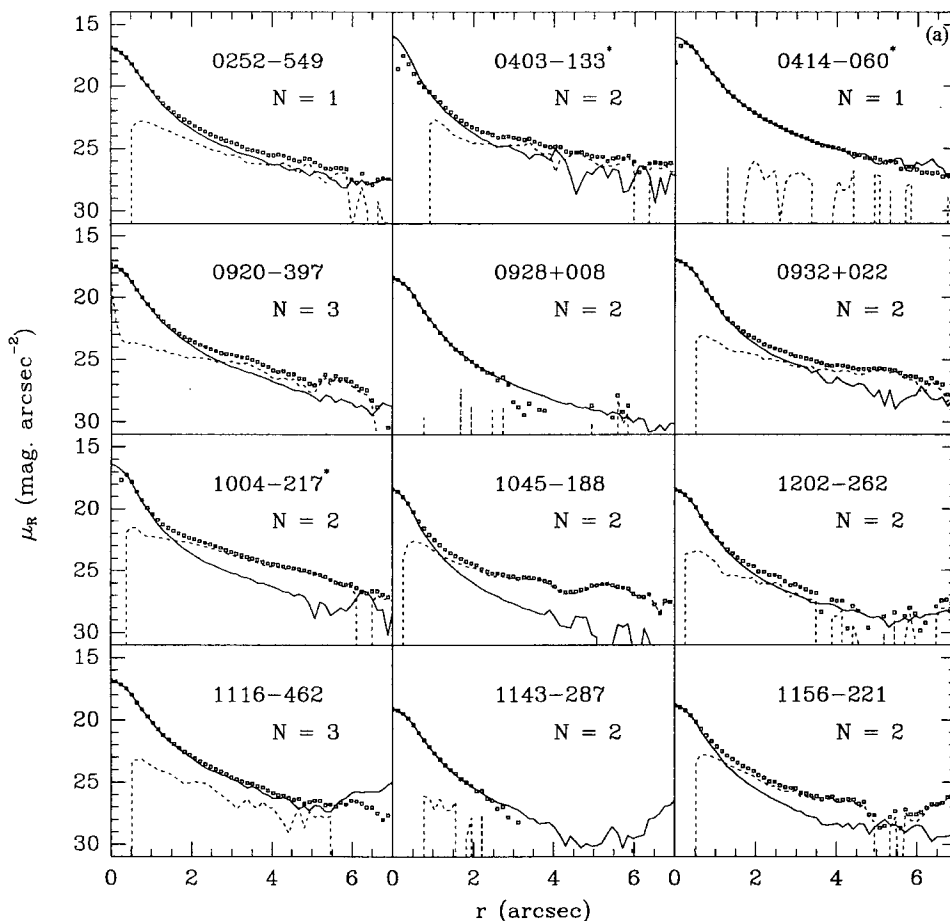 (a)
15
20
25
30
0252−549
N = 1
0403−133*
N = 2
0414−060*
N = 1
15
20
25
30
0920−397
N = 3
0928+008
N = 2
0932+022
N = 2
15
20
25
30
1004−217*
N = 2
1045−188
N = 2
1202−262
N = 2
15
20
25
30
1116−462
N = 3
1143−287
N = 2
1156−221
N = 2
0 2 4 6 0 2 4 6 0 2 4 6
μR (mag. arcsec−2)
r (arcsec)